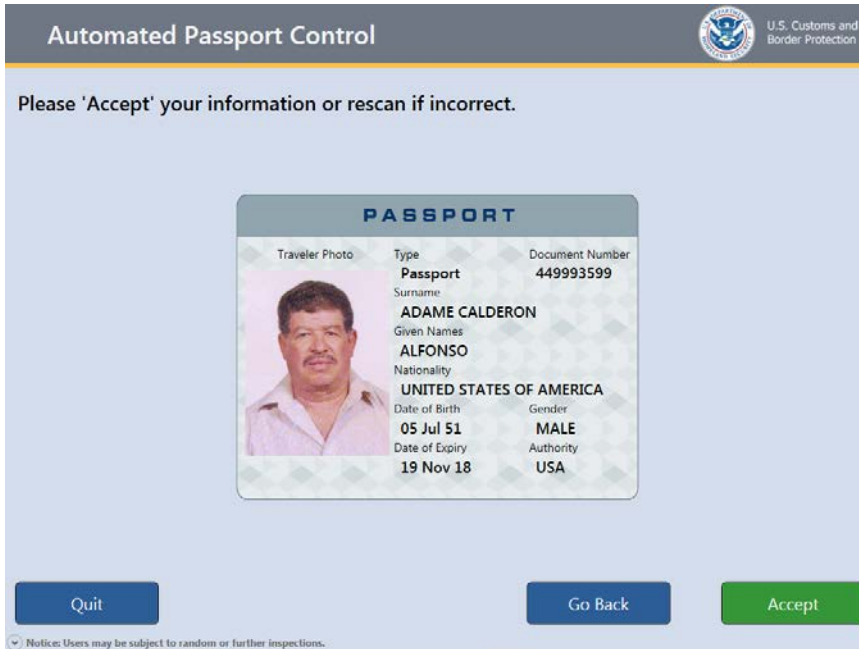 Automated Passport Control
U.S. Customs and
Border Protection
Please 'Accept' your information or rescan if incorrect.
PASSPORT
Traveler Photo Type Document Number
Passport 449993599
Surname
ADAME CALDERON
Given Names
ALFONSO
Nationality
UNITED STATES OF AMERICA
Date of Birth Gender
05 Jul 51 MALE
Date of Expiry Authority
19 Nov 18 USA
Quit Go Back Accept
Notice: Users may be subject to random or further inspections.